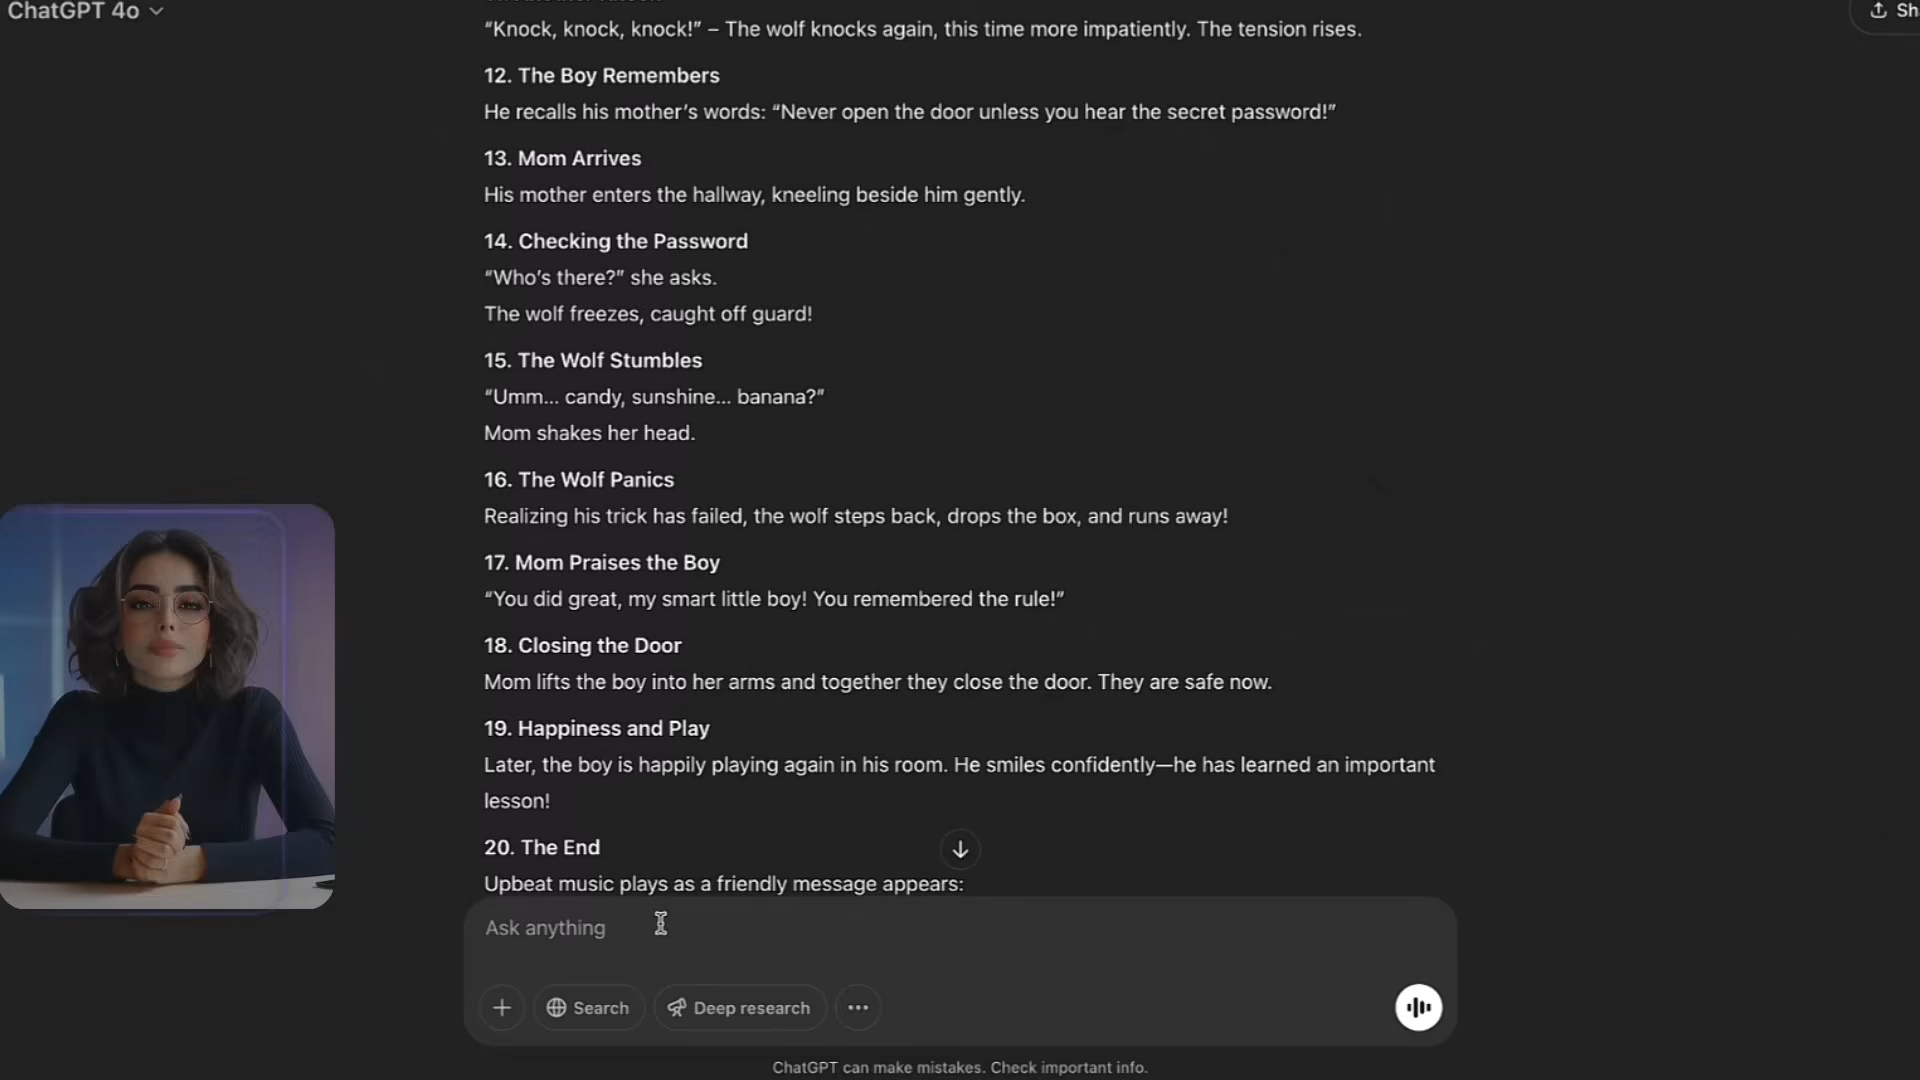 ChatGPT 4o
“Knock, knock, knock!” – The wolf knocks again, this time more impatiently. The tension rises.
12. The Boy Remembers
He recalls his mother’s words: “Never open the door unless you hear the secret password!”
13. Mom Arrives
His mother enters the hallway, kneeling beside him gently.
14. Checking the Password
“Who’s there?” she asks.
The wolf freezes, caught off guard!
15. The Wolf Stumbles
“Umm... candy, sunshine... banana?”
Mom shakes her head.
16. The Wolf Panics
Realizing his trick has failed, the wolf steps back, drops the box, and runs away!
17. Mom Praises the Boy
“You did great, my smart little boy! You remembered the rule!”
18. Closing the Door
Mom lifts the boy into her arms and together they close the door. They are safe now.
19. Happiness and Play
Later, the boy is happily playing again in his room. He smiles confidently—he has learned an important
lesson!
20. The End
Upbeat music plays as a friendly message appears:
Ask anything
Search
Deep research
ChatGPT can make mistakes. Check important info.